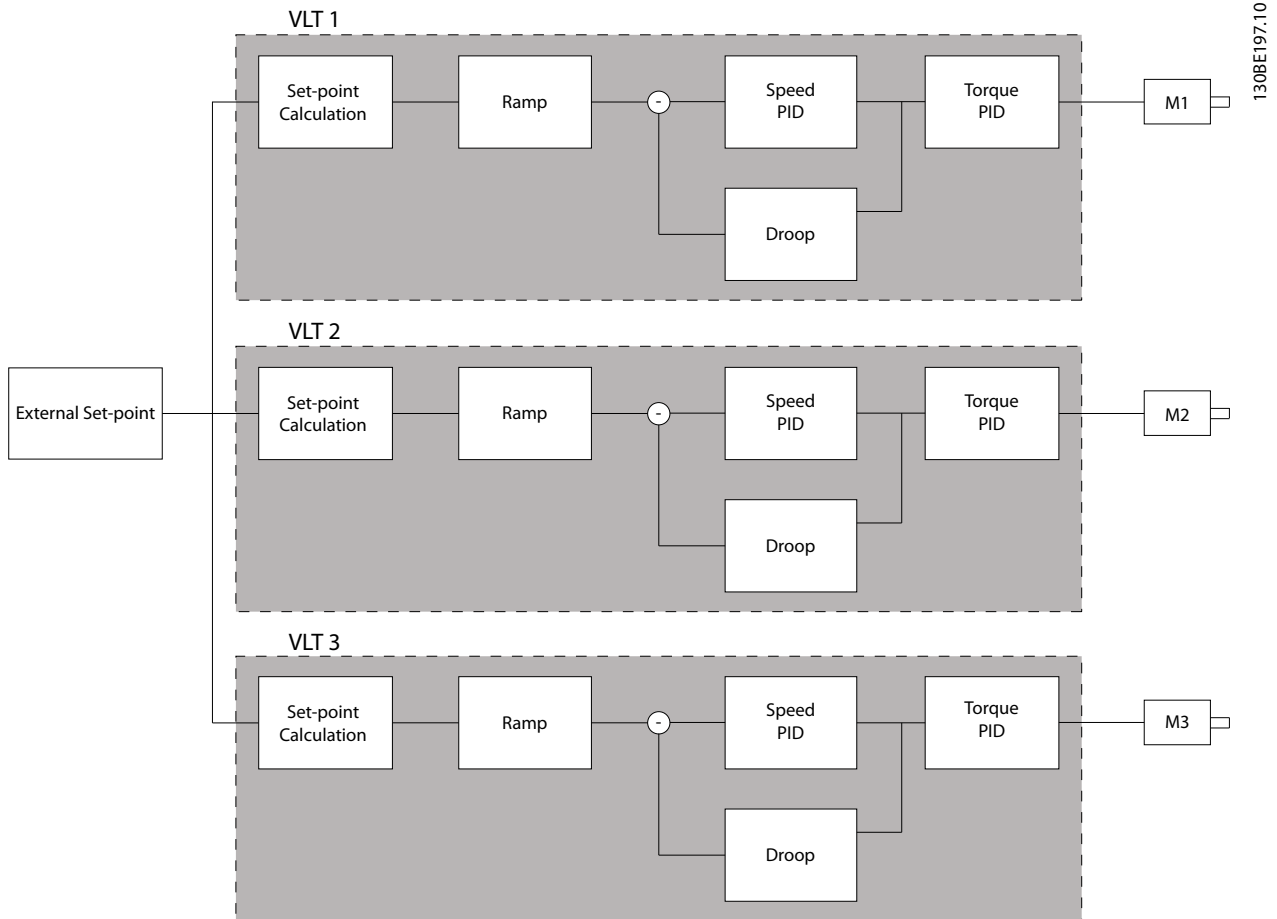 VLT 1
130BE197.10
Set-point
Calculation
Ramp
-
Speed
PID
Torque
PID
M1
Droop
VLT 2
External Set-point
Set-point
Calculation
Ramp
-
Speed
PID
Torque
PID
M2
Droop
VLT 3
Set-point
Calculation
Ramp
-
Speed
PID
Torque
PID
M3
Droop